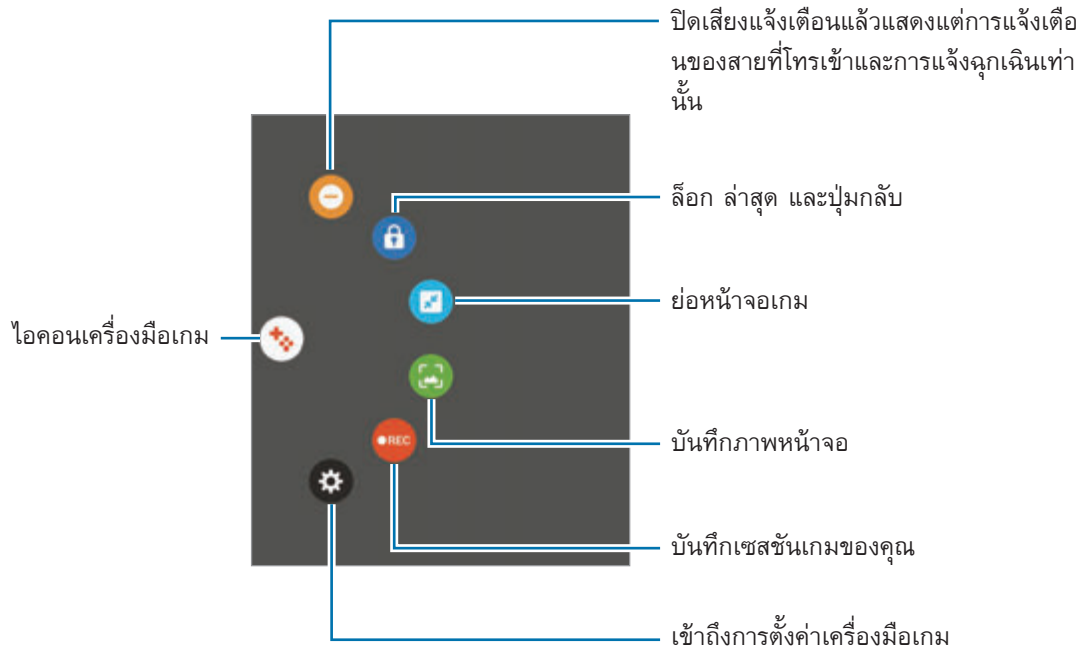 ปิดเสียงแจ้งเตือนแล้วแสดงแต่การแจ้งเตื
นของสายที่โทรเข้าและการแจ้งฉุกเฉินเท่า
นั้น
ล็อก ล่าสุด และปุ่มกลับ
ย่อหน้าจอเกม
ไอคอนเครื่องมือเกม
บันทึกภาพหน้าจอ
REC
บันทึกเซสชันเกมของคุณ
เข้าถึงการตั้งค่าเครื่องมือเกม